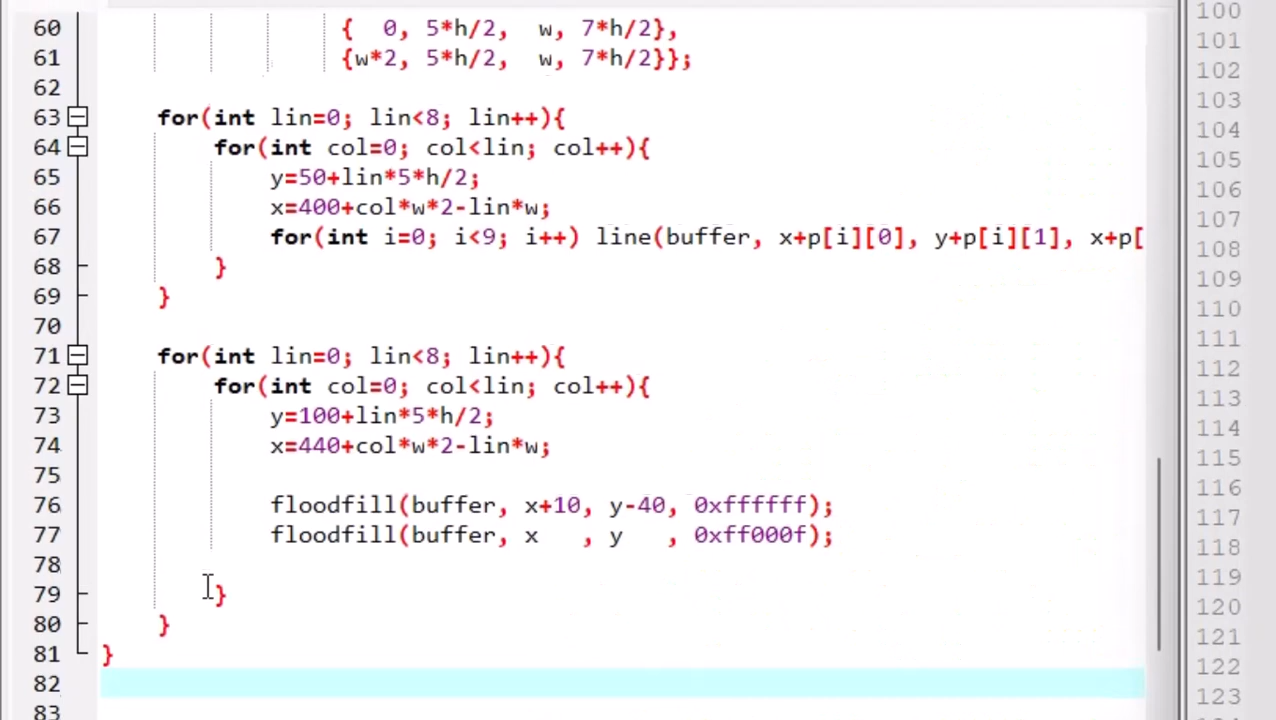 60 { 0, 5*h/2, w, 7*h/2},
61 {w*2, 5*h/2, w, 7*h/2}};
62
63 for(int lin=0; lin<8; lin++){
64 for(int col=0; col<lin; col++){
65 y=50+lin*5*h/2;
66 x=400+col*w*2-lin*w;
67 for(int i=0; i<9; i++) line(buffer, x+p[i][0], y+p[i][1], x+p[
68 }
69 }
70
71 for(int lin=0; lin<8; lin++){
72 for(int col=0; col<lin; col++){
73 y=100+lin*5*h/2;
74 x=440+col*w*2-lin*w;
75
76 floodfill(buffer, x+10, y-40, 0xffffff);
77 floodfill(buffer, x , y , 0xff000f);
78
79 }
80 }
81 }
82
83
100
101
102
103
104
105
106
107
108
109
110
111
112
113
114
115
116
117
118
119
120
121
122
123